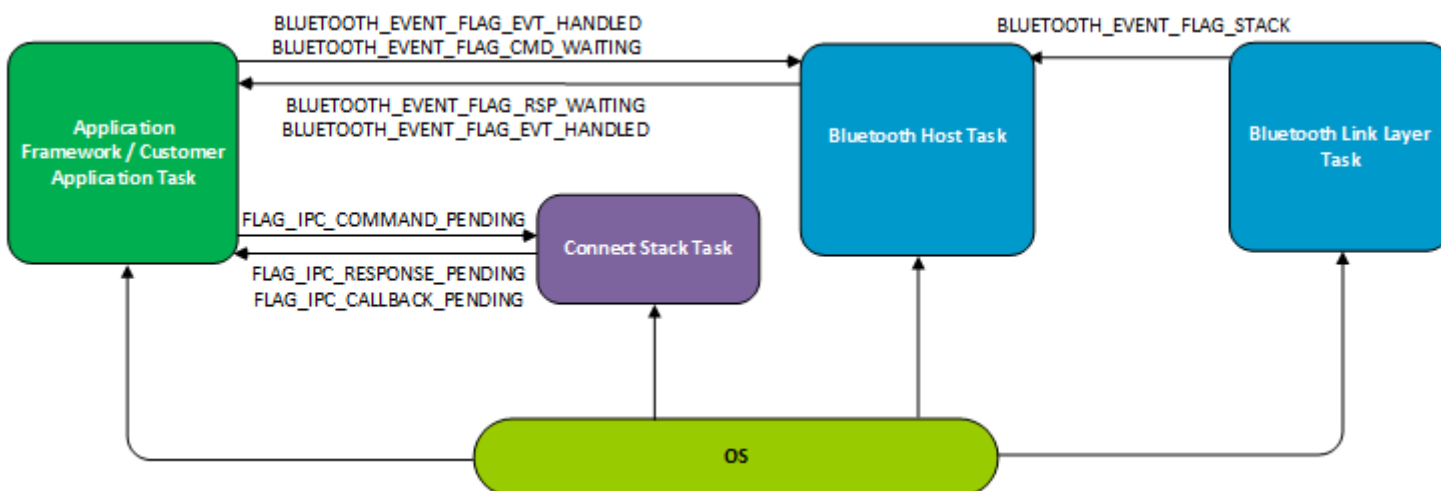 BLUETOOTH_EVENT_FLAG_EVT_HANDLED
BLUETOOTH_EVENT_FLAG_CMD_WAITING
BLUETOOTH_EVENT_FLAG_STACK
BLUETOOTH_EVENT_FLAG_RSP_WAITING
BLUETOOTH_EVENT_FLAG_EVT_HANDLED
Application
Framework / Customer
Application Task
Bluetooth Host Task
Bluetooth Link Layer
Task
FLAG_IPC_COMMAND_PENDING
Connect Stack Task
FLAG_IPC_RESPONSE_PENDING
FLAG_IPC_CALLBACK_PENDING
OS